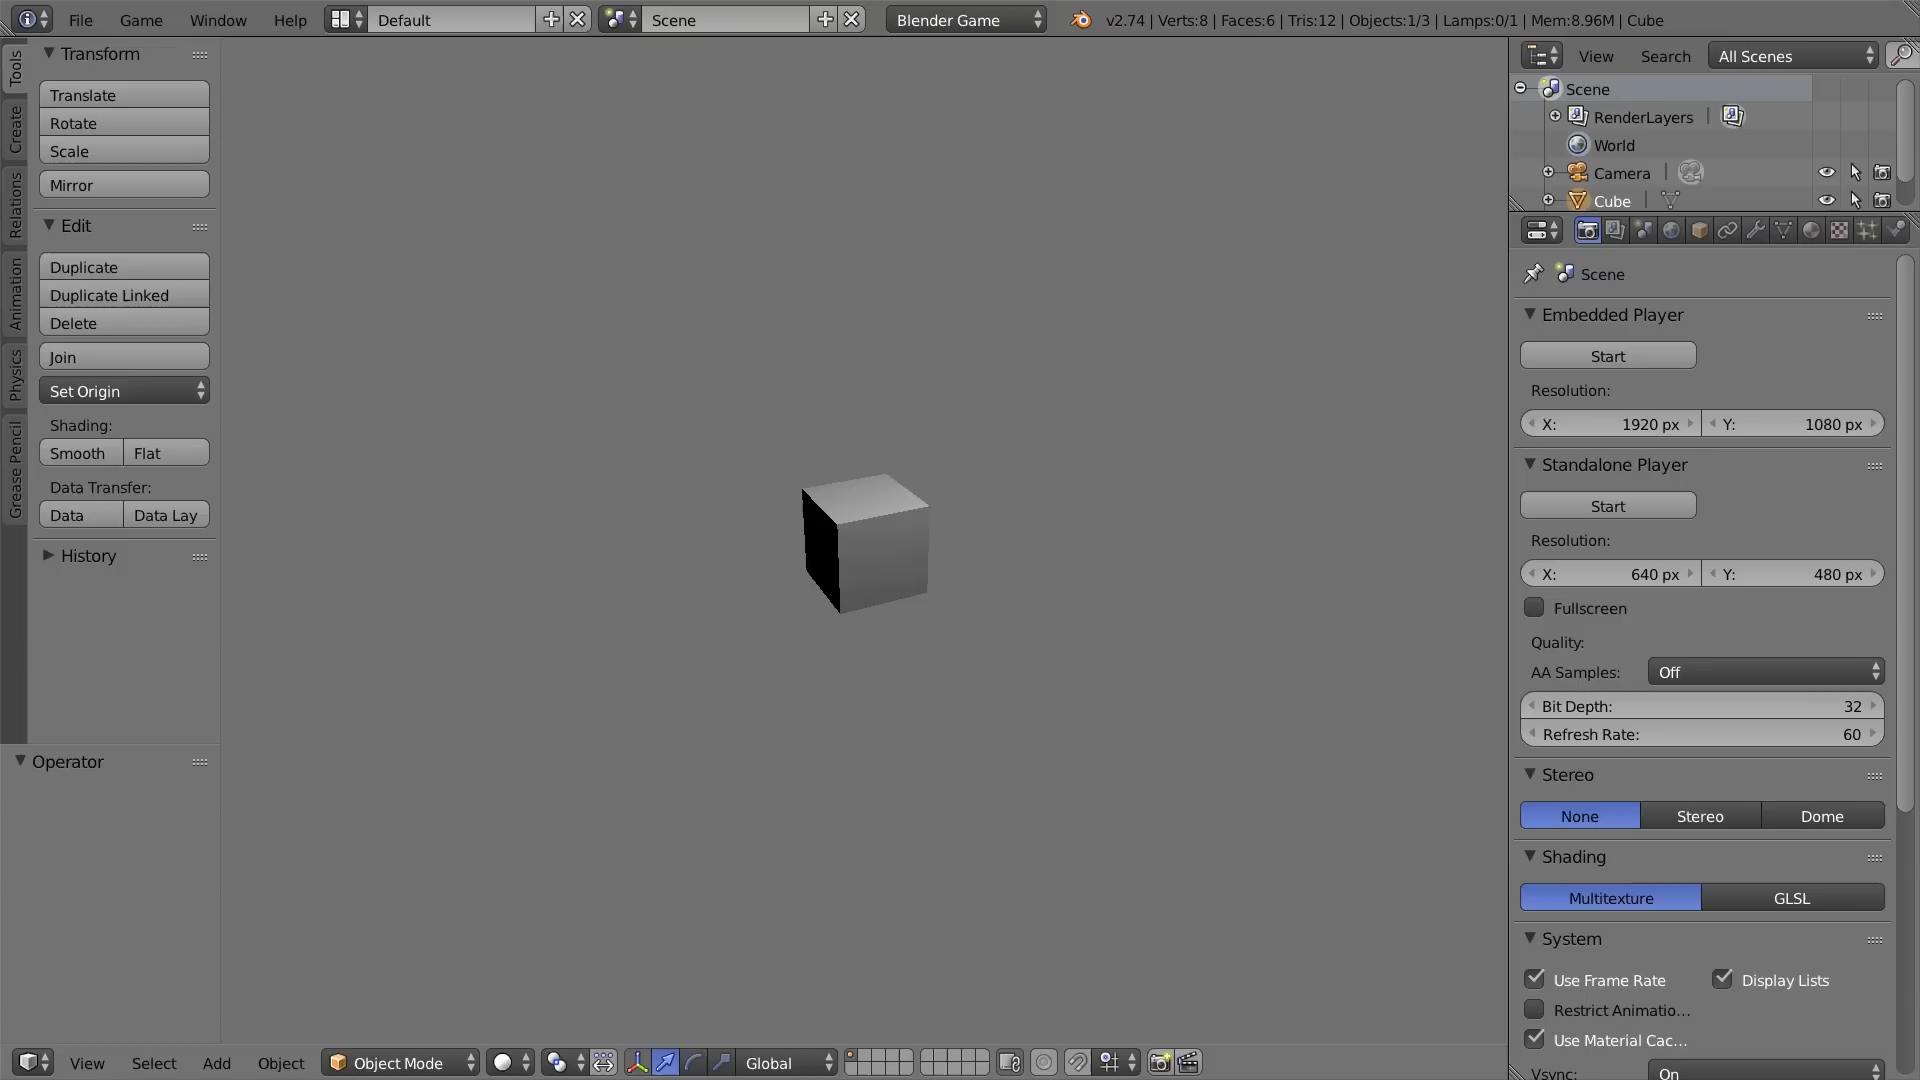 File Game Window Help Default Scene Blender Game v2.74 | Verts:8 | Faces:6 | Tris:12 | Objects:1/3 | Lamps:0/1 | Mem:8.96M | Cube
Tools
Create
Relations
Animation
Physics
Grease Pencil
Transform
Translate
Rotate
Scale
Mirror
Edit
Duplicate
Duplicate Linked
Delete
Join
Set Origin
Shading:
Smooth Flat
Data Transfer:
Data Data Lay
History
Operator
View Search All Scenes
Scene
RenderLayers
World
Camera
Cube
Scene
Embedded Player
Start
Resolution:
X: 1920 px Y: 1080 px
Standalone Player
Start
Resolution:
X: 640 px Y: 480 px
Fullscreen
Quality:
AA Samples: Off
Bit Depth: 32
Refresh Rate: 60
Stereo
None Stereo Dome
Shading
Multitexture GLSL
System
Use Frame Rate Display Lists
Restrict Animatio...
Use Material Cac...
Vsync: On
View Select Add Object Object Mode Global